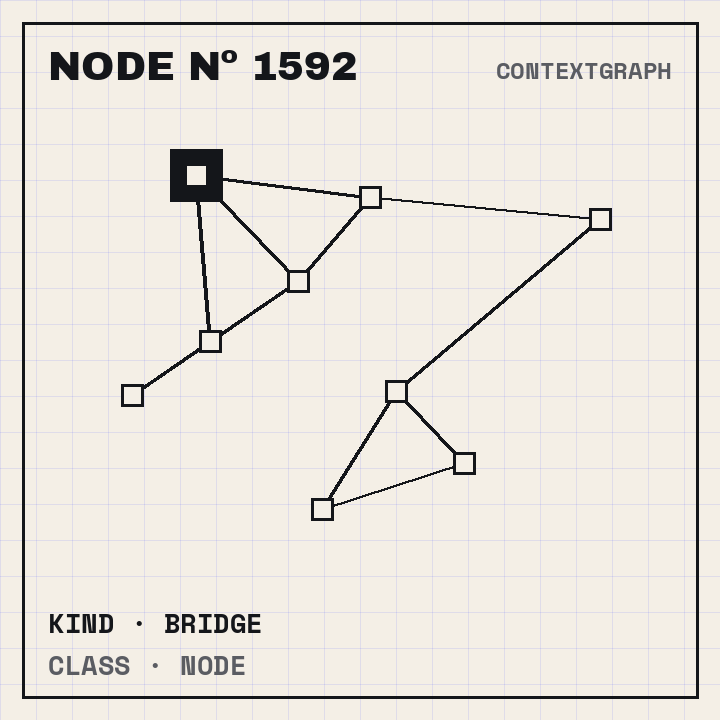 NODE Nº 1592
CONTEXTGRAPH
KIND · BRIDGE
CLASS · NODE